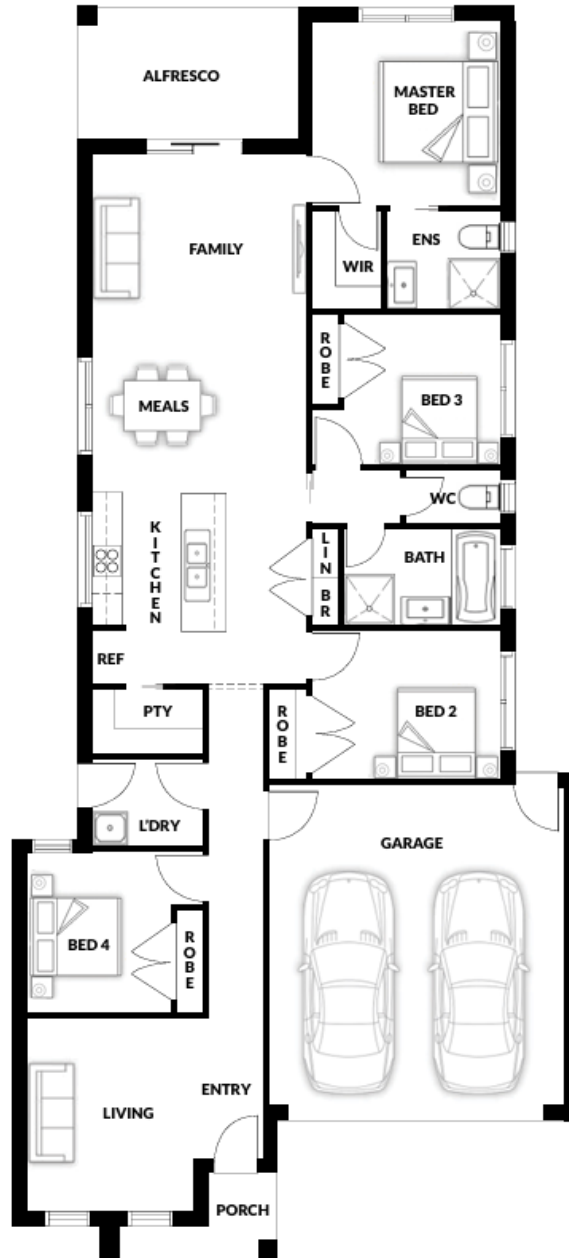 ALFRESCO
MASTER
BED
FAMILY
ENS
WIR
ROBE
BED 3
MEALS
WC
KITCHEN
LIN BR
BATH
REF
PTY
ROBE
BED 2
L'DRY
GARAGE
BED 4
ROBE
ENTRY
LIVING
PORCH